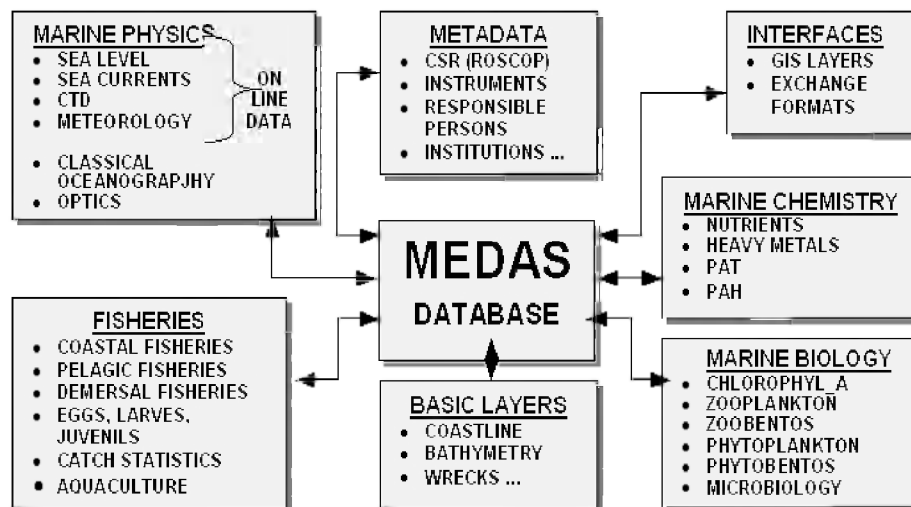 MARINE PHYSICS
• SEA LEVEL
• SEA CURRENTS
• CTD
• METEOROLOGY
ON
LINE
DATA
• CLASSICAL
OCEANOGRAPJHY
• OPTICS
METADATA
• CSR (ROSCOP)
• INSTRUMENTS
• RESPONSIBLE
PERSONS
• INSTITUTIONS ...
INTERFACES
• GIS LAYERS
• EXCHANGE
FORMATS
MEDAS
DATABASE
MARINE CHEMISTRY
• NUTRIENTS
• HEAVY METALS
• PAT
• PAH
FISHERIES
• COASTAL FISHERIES
• PELAGIC FISHERIES
• DEMERSAL FISHERIES
• EGGS, LARVES,
JUVENILS
• CATCH STATISTICS
• AQUACULTURE
BASIC LAYERS
• COASTLINE
• BATHYMETRY
• WRECKS ...
MARINE BIOLOGY
• CHLOROPHYL_A
• ZOOPLANKTON
• ZOOBENTOS
• PHYTOPLANKTON
• PHYTOBENTOS
• MICROBIOLOGY